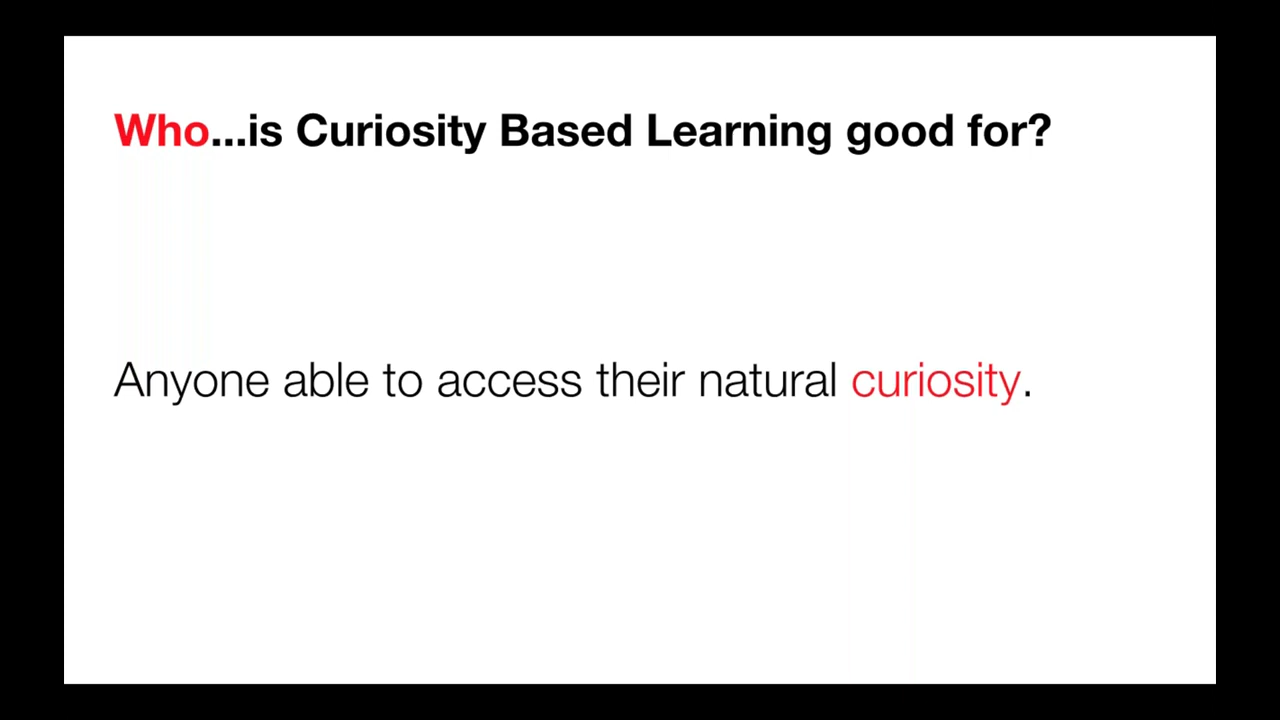 Who...is Curiosity Based Learning good for?
Anyone able to access their natural curiosity.